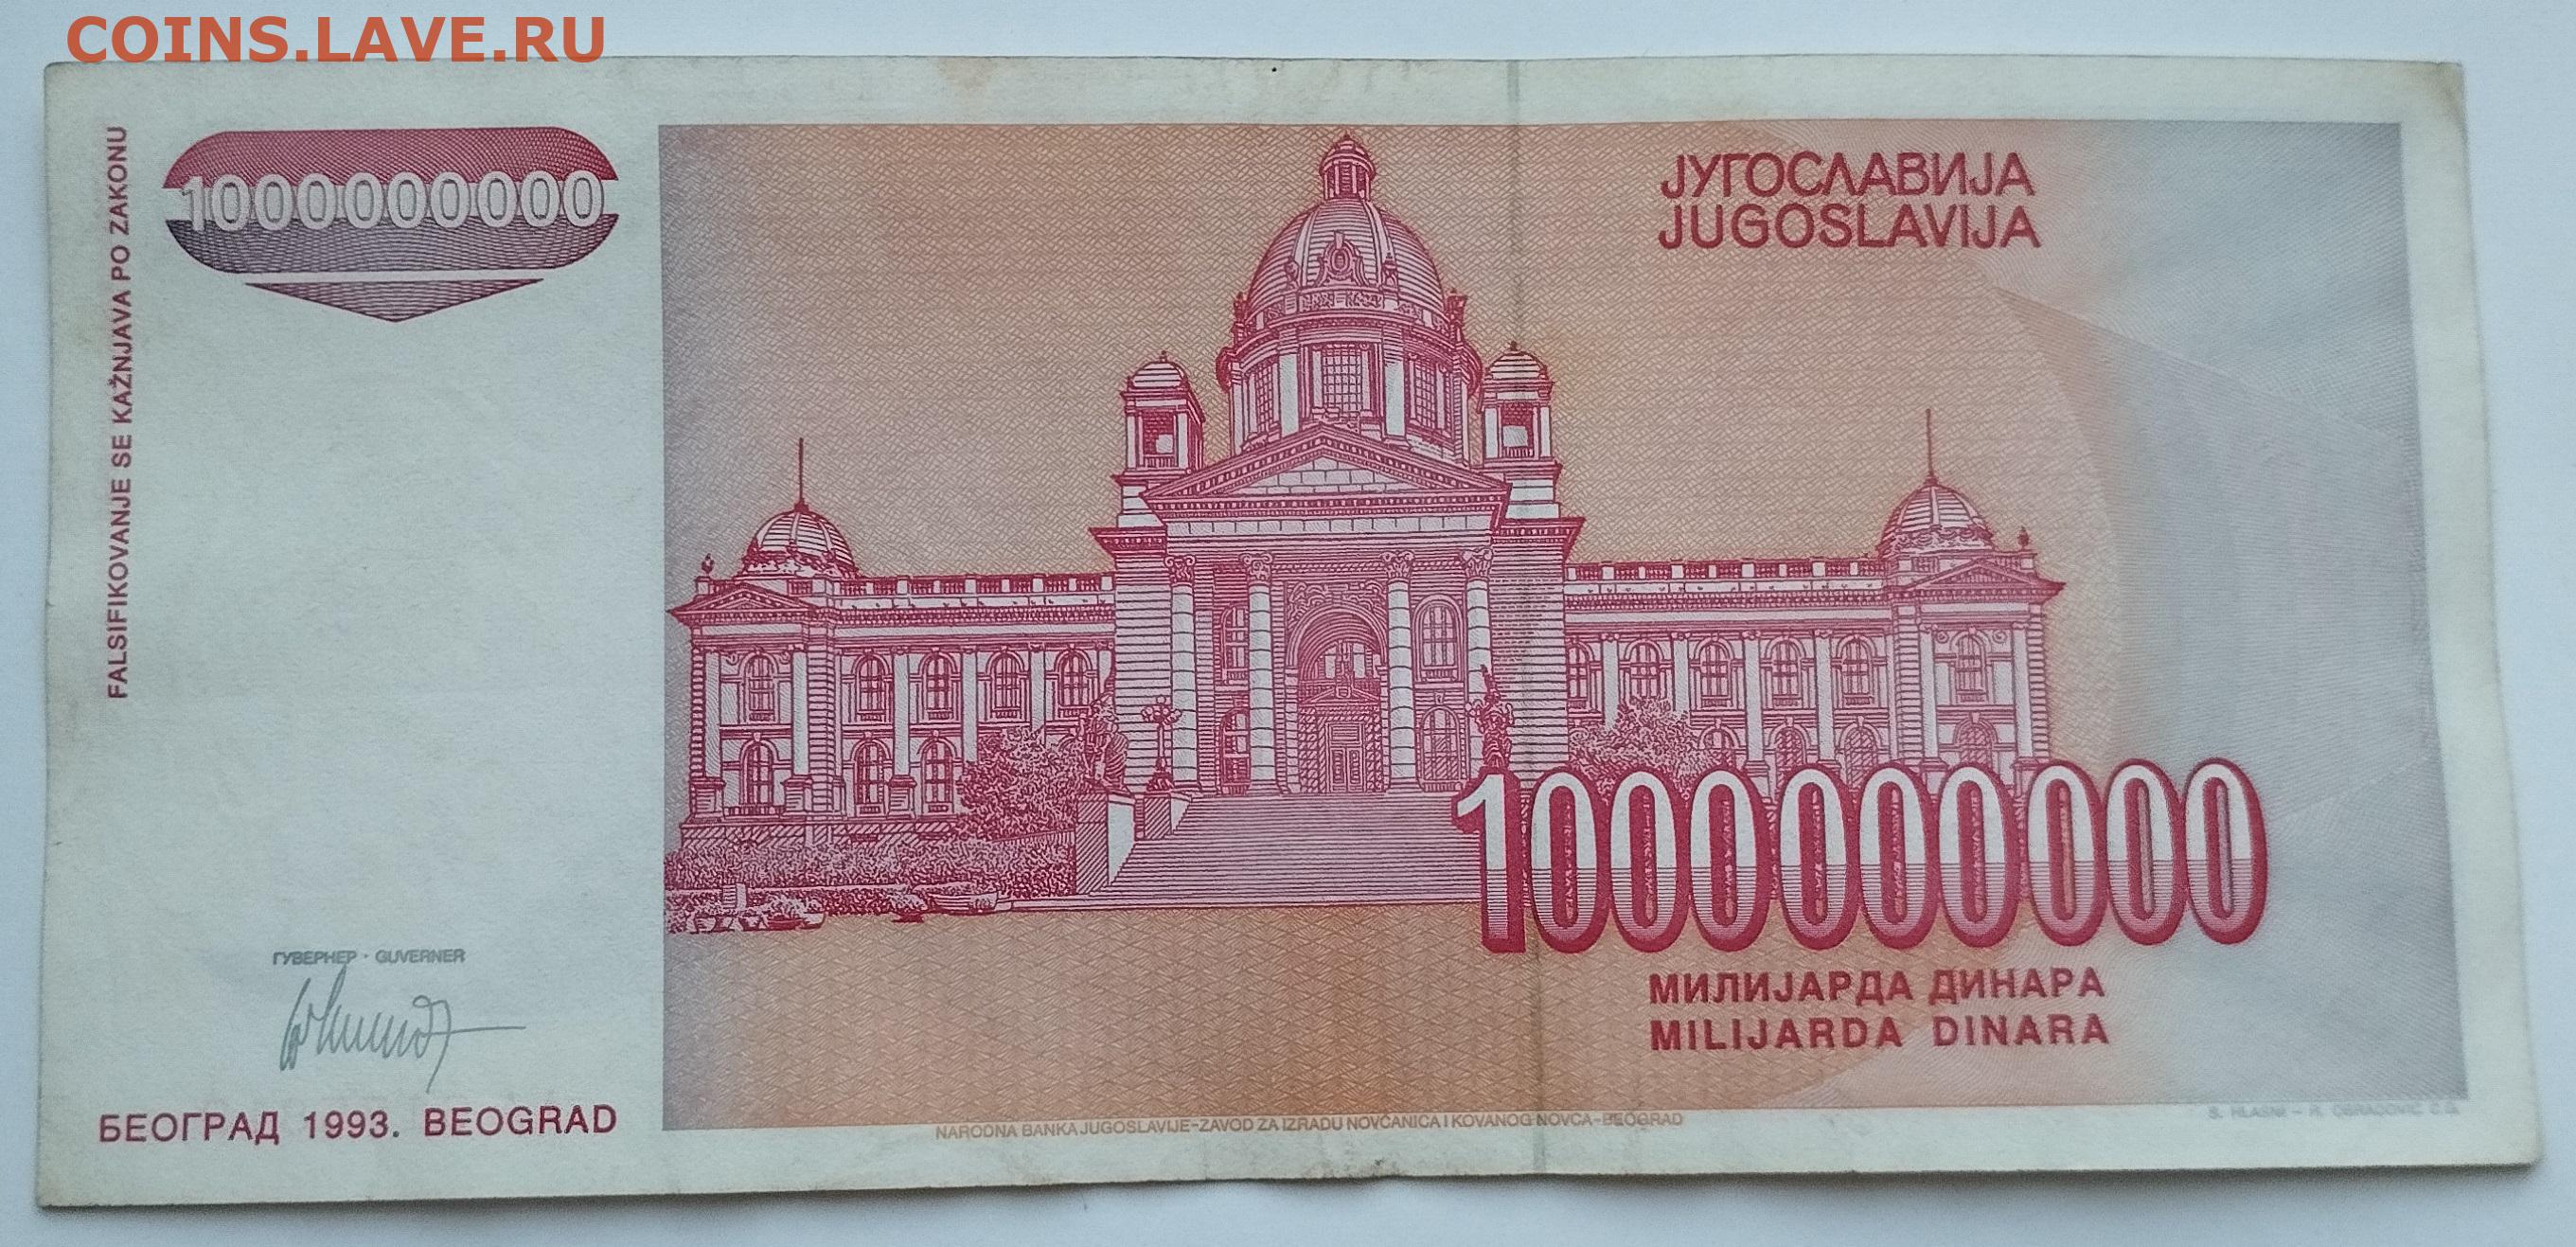 COINS.LAVE.RU
FALSIFIKOVANJE SE KAŽNJAVA PO ZAKONU
1000000000
ЈУГОСЛАВИЈА
JUGOSLAVIJA
1000000000
МИЛИЈАРДА ДИНАРА
MILIJARDA DINARA
ГУВЕРНЕР · GUVERNER
БЕОГРАД 1993. BEOGRAD
NARODNA BANKA JUGOSLAVIJE-ZAVOD ZA IZRADU NOVČANICA I KOVANOG NOVCA-BEOGRAD